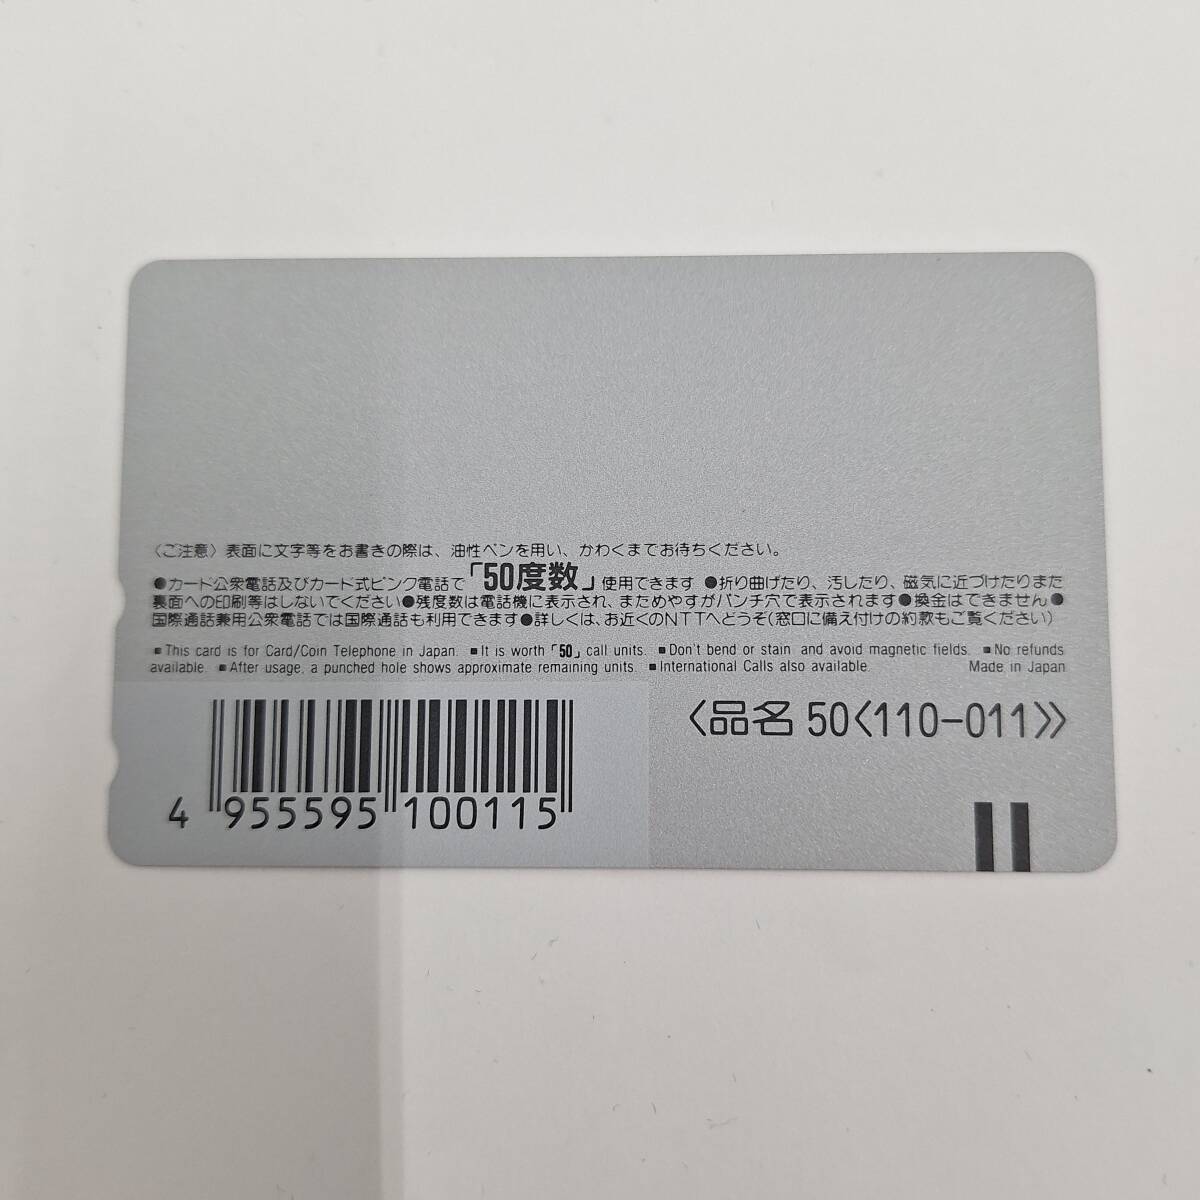 〈ご注意〉表面に文字等をお書きの際は、油性ペンを用い、かわくまでお待ちください。
●カード公衆電話及びカード式ピンク電話で「50度数」使用できます ●折り曲げたり、汚したり、磁気に近づけたりまた
裏面への印刷等はしないでください●残度数は電話機に表示され、まためやすがパンチ穴で表示されます●換金はできません●
国際通話兼用公衆電話では国際通話も利用できます●詳しくは、お近くのNTTへどうぞ(窓口に備え付けの約款もご覧ください)
■This card is for Card/Coin Telephone in Japan. ■It is worth「50」call units. ■Don't bend or stain and avoid magnetic fields. ■No refunds
available. ■After usage, a punched hole shows approximate remaining units. ■International Calls also available. Made in Japan
〈品名 50〈110-011〉〉
4 955595 100115